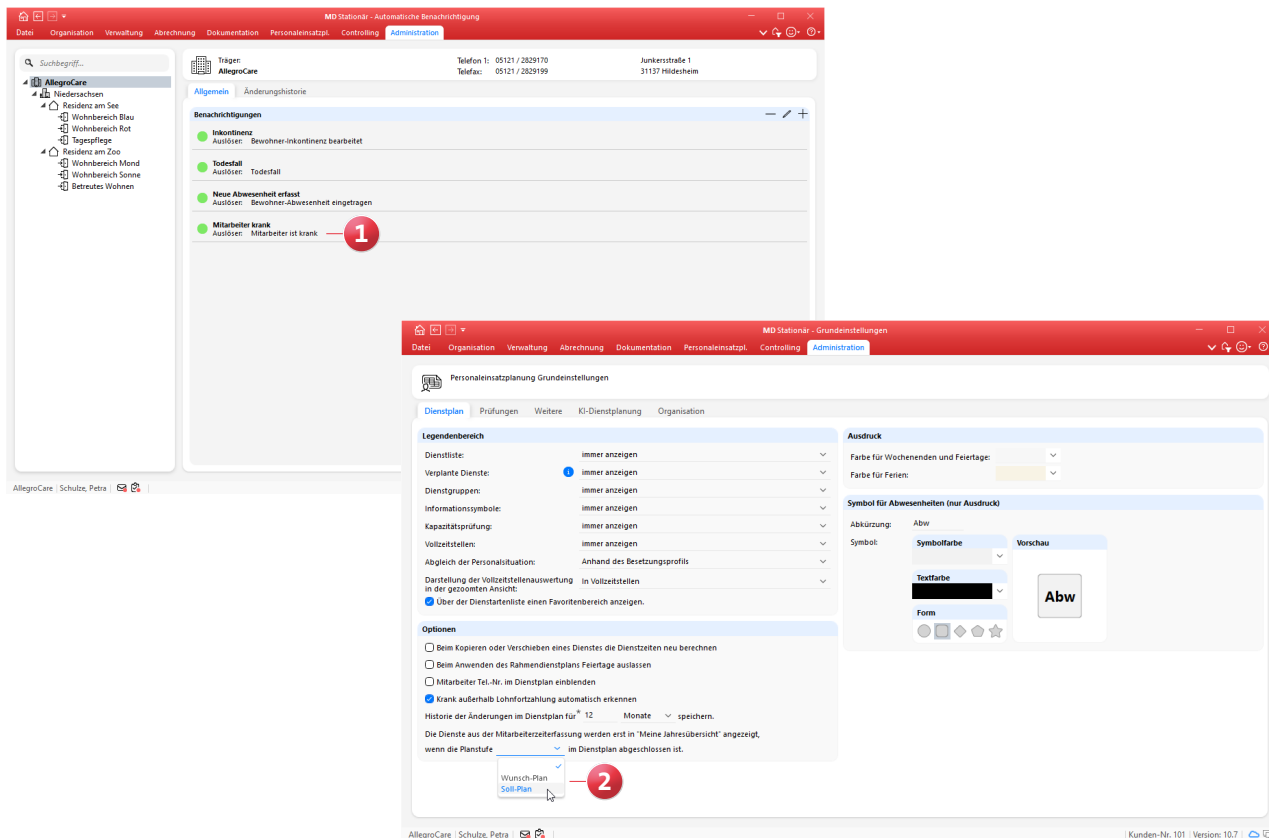 MD Stationär - Automatische Benachrichtigung
Datei Organisation Verwaltung Abrechnung Dokumentation Personaleinsatzpl. Controlling Administration
Suchbegriff...
AllegroCare
Niedersachsen
Residenz am See
Wohnbereich Blau
Wohnbereich Rot
Tagespflege
Residenz am Zoo
Wohnbereich Mond
Wohnbereich Sonne
Betreutes Wohnen
Träger: Telefon 1: 05121 / 2829170 Junkersstraße 1
AllegroCare Telefax: 05121 / 2829199 31137 Hildesheim
Allgemein Änderungshistorie
Benachrichtigungen
Inkontinenz
Auslöser: Bewohner-Inkontinenz bearbeitet
Todesfall
Auslöser: Todesfall
Neue Abwesenheit erfasst
Auslöser: Bewohner-Abwesenheit eingetragen
Mitarbeiter krank
Auslöser: Mitarbeiter ist krank
1
AllegroCare Schulze, Petra
MD Stationär - Grundeinstellungen
Datei Organisation Verwaltung Abrechnung Dokumentation Personaleinsatzpl. Controlling Administration
Personaleinsatzplanung Grundeinstellungen
Dienstplan Prüfungen Weitere KI-Dienstplanung Organisation
Legendenbereich
Dienstliste: immer anzeigen
Verplante Dienste: immer anzeigen
Dienstgruppen: immer anzeigen
Informationssymbole: immer anzeigen
Kapazitätsprüfung: immer anzeigen
Vollzeitstellen: immer anzeigen
Abgleich der Personalsituation: Anhand des Besetzungsprofils
Darstellung der Vollzeitstellenauswertung In Vollzeitstellen
in der gezoomten Ansicht:
Über der Dienstartenliste einen Favoritenbereich anzeigen.
Optionen
Beim Kopieren oder Verschieben eines Dienstes die Dienstzeiten neu berechnen
Beim Anwenden des Rahmendienstplans Feiertage auslassen
Mitarbeiter Tel.-Nr. im Dienstplan einblenden
Krank außerhalb Lohnfortzahlung automatisch erkennen
Historie der Änderungen im Dienstplan für * 12 Monate speichern.
Die Dienste aus der Mitarbeiterzeiterfassung werden erst in "Meine Jahresübersicht" angezeigt,
wenn die Planstufe im Dienstplan abgeschlossen ist.
Wunsch-Plan
Soll-Plan
2
Ausdruck
Farbe für Wochenenden und Feiertage:
Farbe für Ferien:
Symbol für Abwesenheiten (nur Ausdruck)
Abkürzung: Abw
Symbol: Symbolfarbe Vorschau
Textfarbe
Abw
Form
AllegroCare Schulze, Petra Kunden-Nr. 101 Version: 10.7